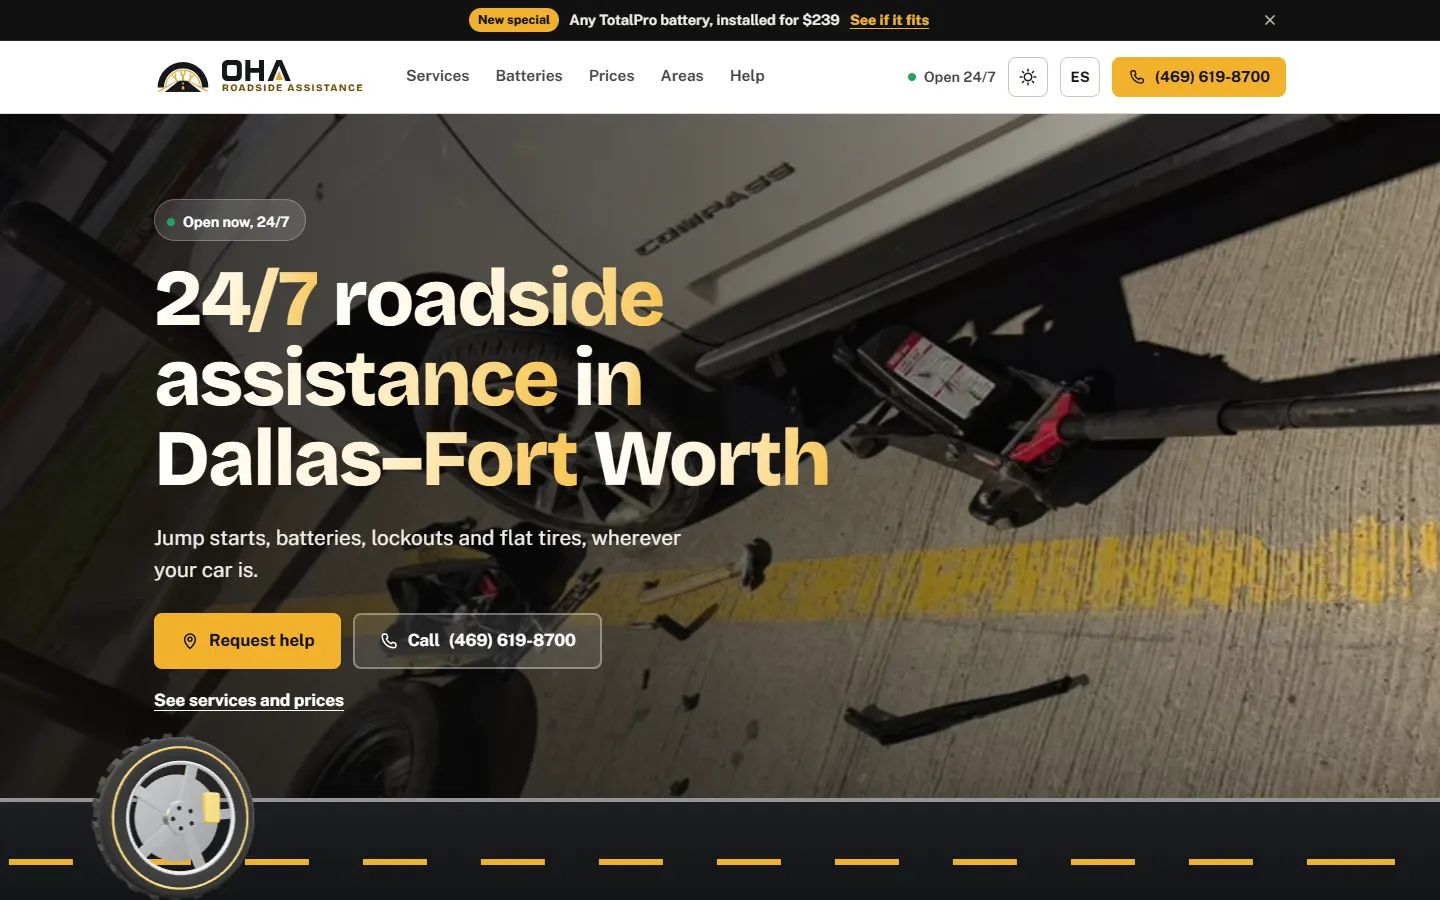 New special Any TotalPro battery, installed for $239 See if it fits
OHA
ROADSIDE ASSISTANCE
Services Batteries Prices Areas Help
Open 24/7
ES
(469) 619-8700
COMPASS
Open now, 24/7
24/7 roadside
assistance in
Dallas–Fort Worth
Jump starts, batteries, lockouts and flat tires, wherever
your car is.
Request help
Call (469) 619-8700
See services and prices